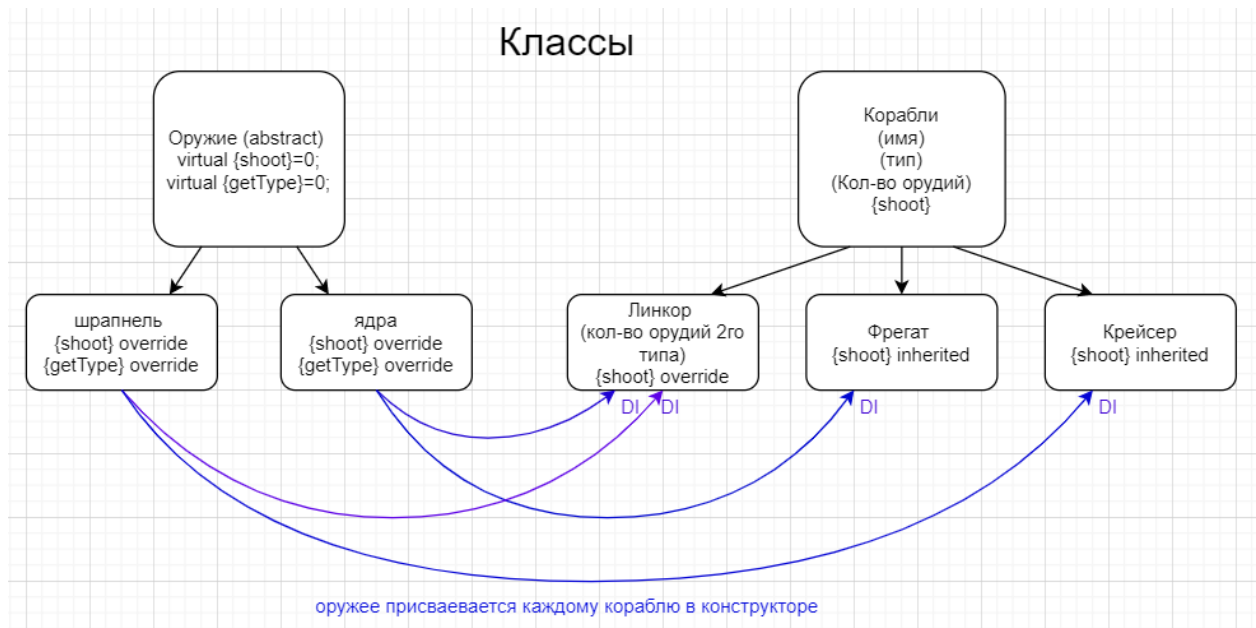 Классы
Оружие (abstract)
virtual {shoot}=0;
virtual {getType}=0;
Корабли
(имя)
(тип)
(Кол-во орудий)
{shoot}
шрапнель
{shoot} override
{getType} override
ядра
{shoot} override
{getType} override
Линкор
(кол-во орудий 2го
типа)
{shoot} override
Фрегат
{shoot} inherited
Крейсер
{shoot} inherited
DI
DI
DI
DI
оружее присваевается каждому кораблю в конструкторе